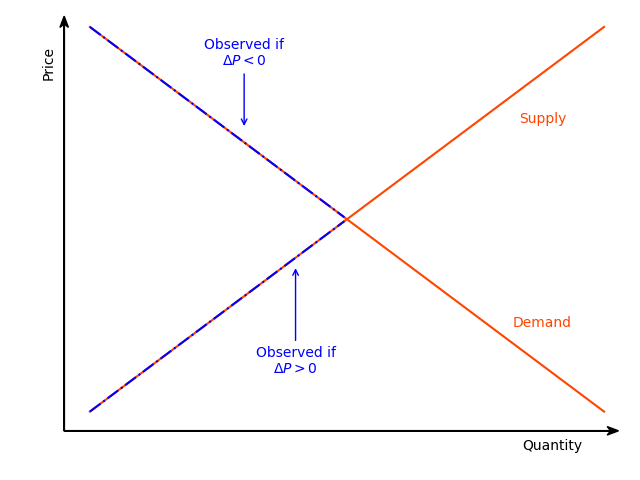 Price
Observed if
ΔP < 0
Supply
Demand
Observed if
ΔP > 0
Quantity